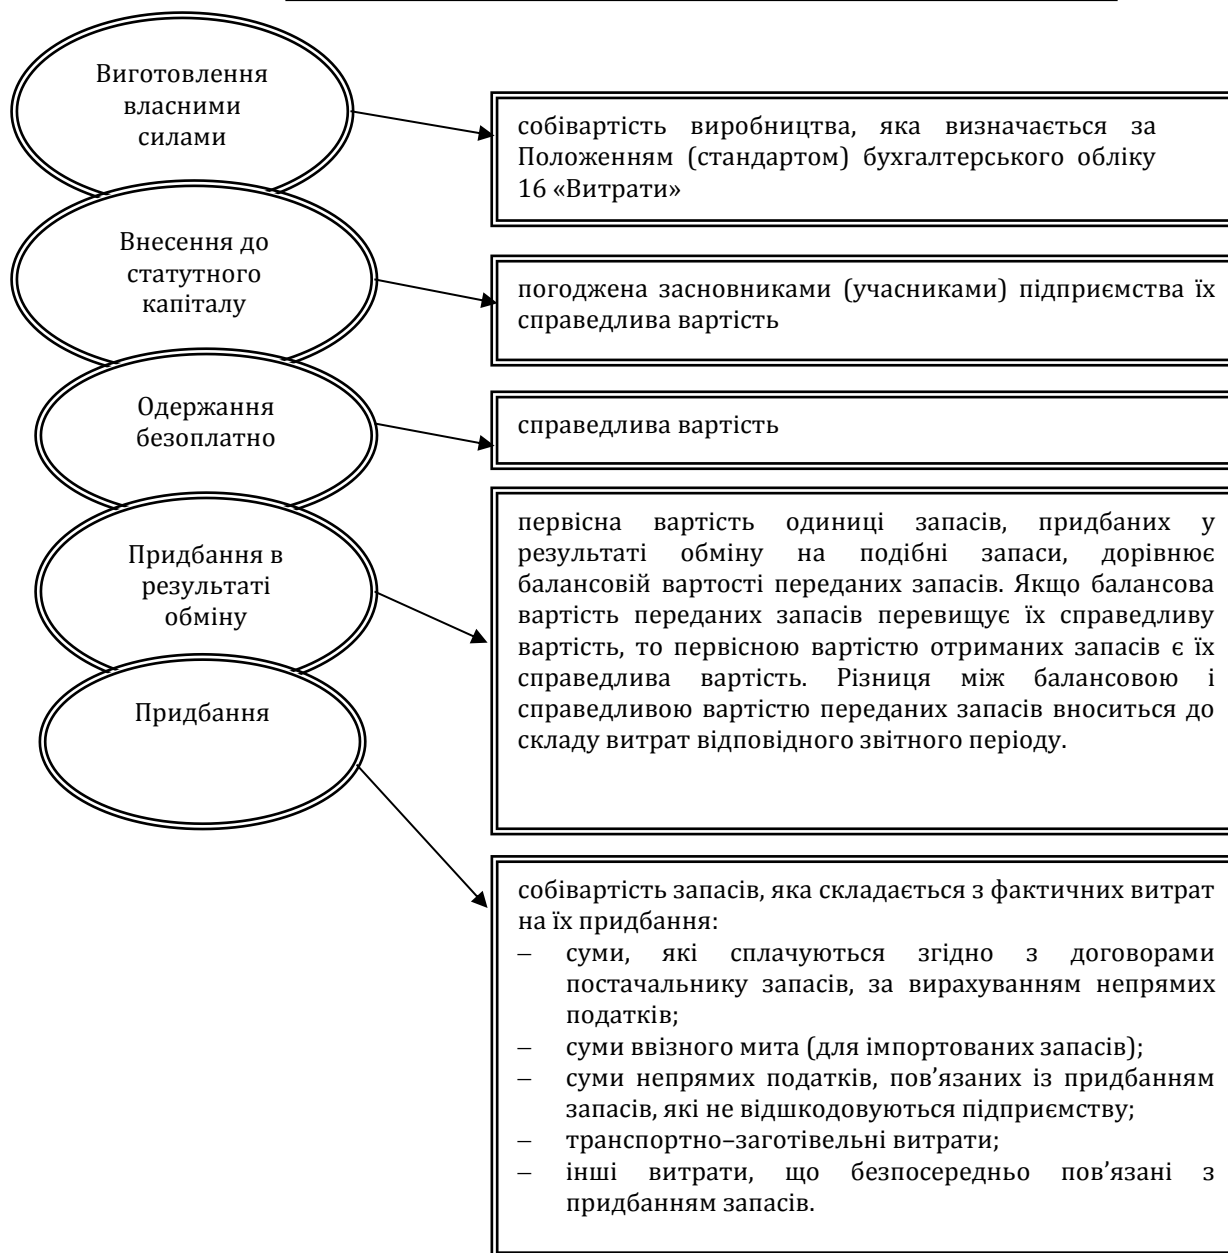 Виготовлення
власними
силами
собівартість виробництва, яка визначається за
Положенням (стандартом) бухгалтерського обліку
16 «Витрати»
Внесення до
статутного
капіталу
погоджена засновниками (учасниками) підприємства їх
справедлива вартість
Одержання
безоплатно
справедлива вартість
Придбання в
результаті
обміну
первісна вартість одиниці запасів, придбаних у
результаті обміну на подібні запаси, дорівнює
балансовій вартості переданих запасів. Якщо балансова
вартість переданих запасів перевищує їх справедливу
вартість, то первісною вартістю отриманих запасів є їх
справедлива вартість. Різниця між балансовою і
справедливою вартістю переданих запасів вноситься до
складу витрат відповідного звітного періоду.
Придбання
собівартість запасів, яка складається з фактичних витрат
на їх придбання:
– суми, які сплачуються згідно з договорами
постачальнику запасів, за вирахуванням непрямих
податків;
– суми ввізного мита (для імпортованих запасів);
– суми непрямих податків, пов’язаних із придбанням
запасів, які не відшкодовуються підприємству;
– транспортно–заготівельні витрати;
– інші витрати, що безпосередньо пов’язані з
придбанням запасів.